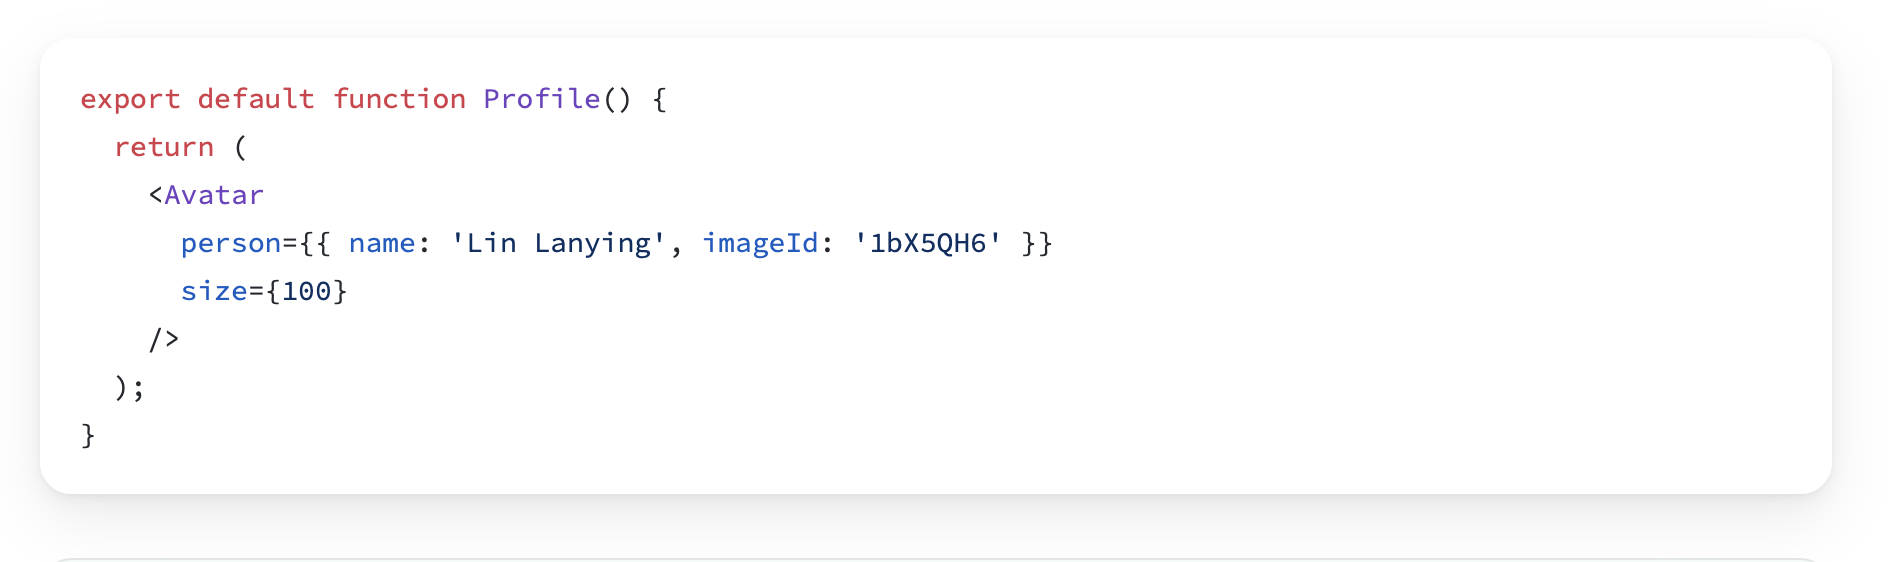 export default function Profile() {
  return (
    <Avatar
      person={{ name: 'Lin Lanying', imageId: '1bX5QH6' }}
      size={100}
    />
  );
}